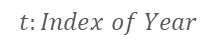 t: Index of Year